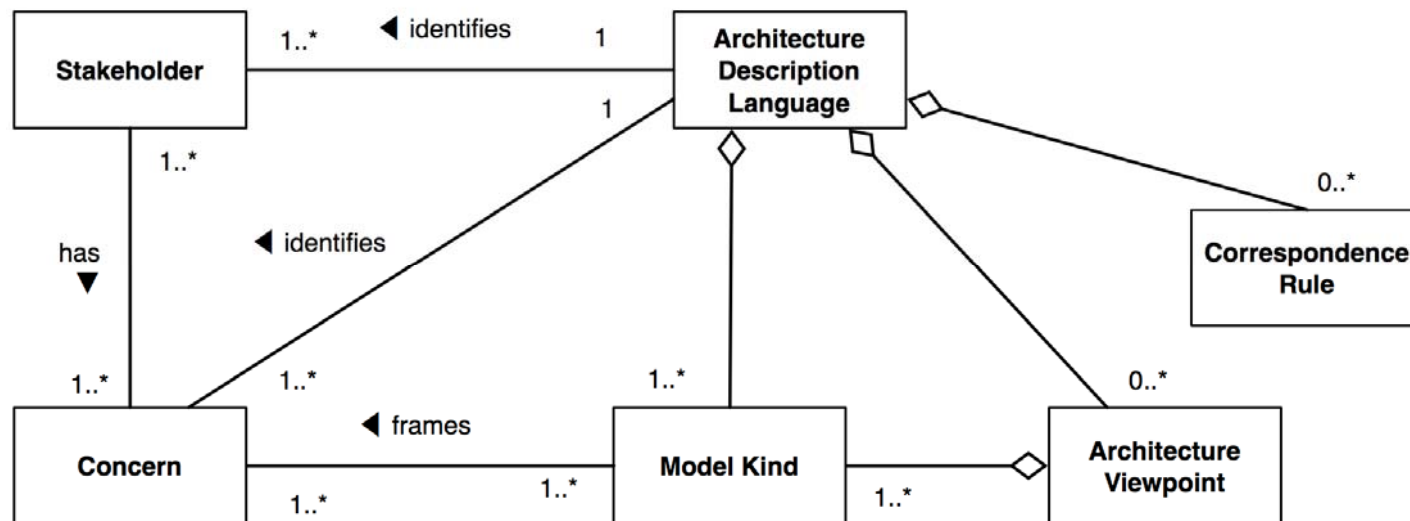 1..*
◀ identifies
1
Architecture
Description
Language
Stakeholder
1
1..*
0..*
◀ identifies
has
▼
Correspondence
Rule
1..*
1..*
1..*
0..*
◀ frames
Concern
Model Kind
Architecture
Viewpoint
1..*
1..*
1..*